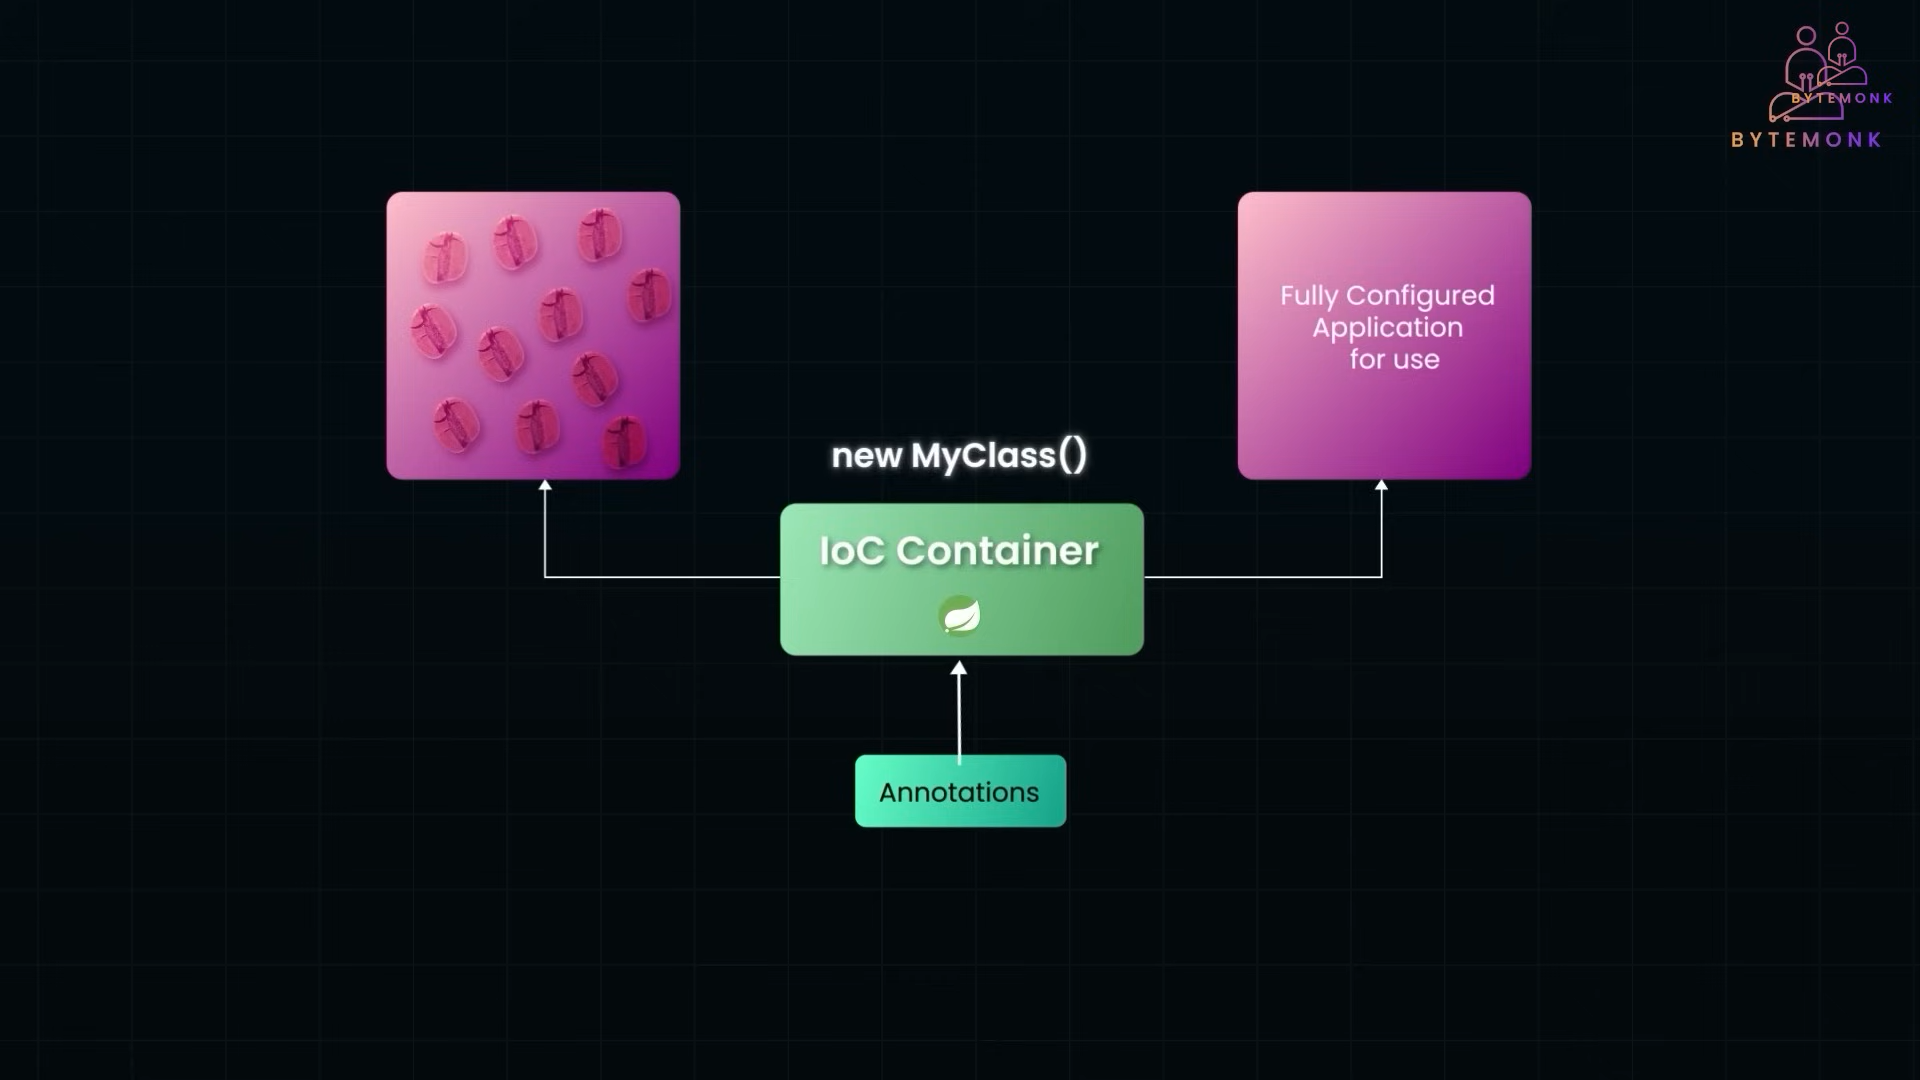 BYTEMONK
BYTEMONK
Fully Configured
Application
for use
new MyClass()
IoC Container
Annotations